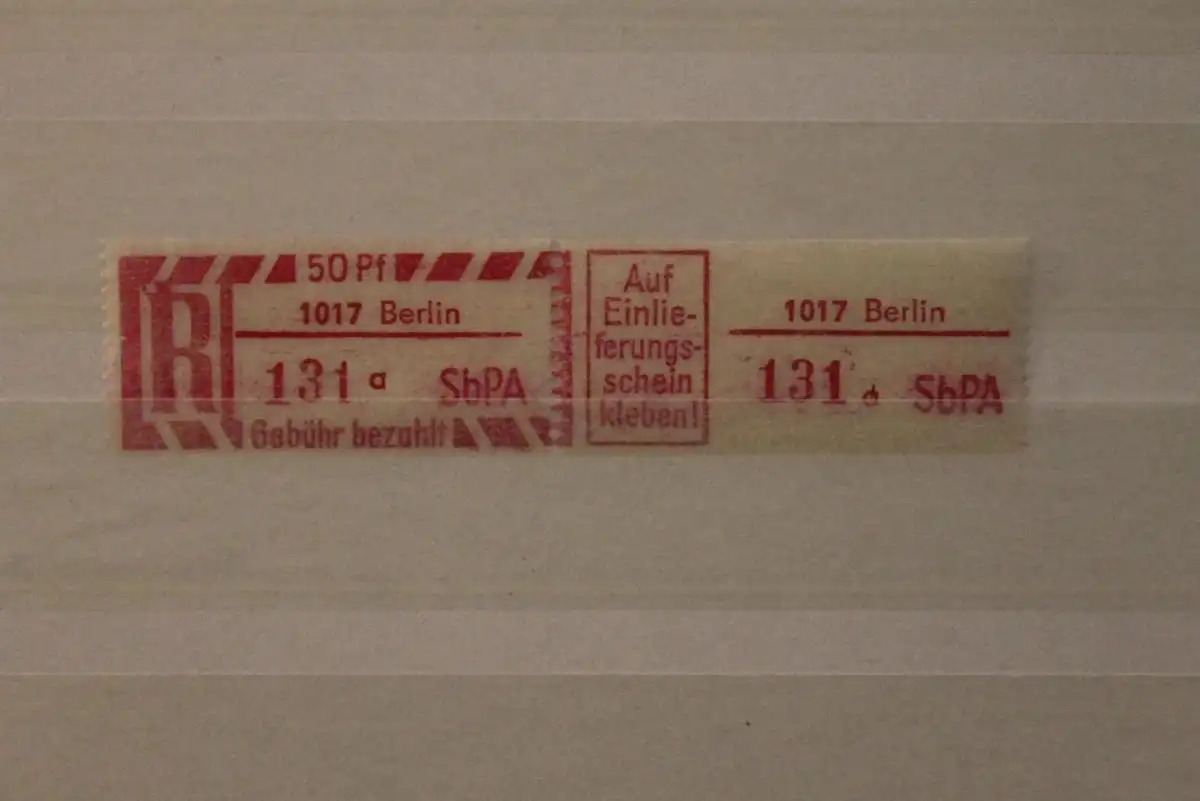 50 Pf
R
1017 Berlin
131 a SbPA
Gebühr bezahlt
Auf
Einlie-
ferungs-
schein
kleben!
1017 Berlin
131 a SbPA